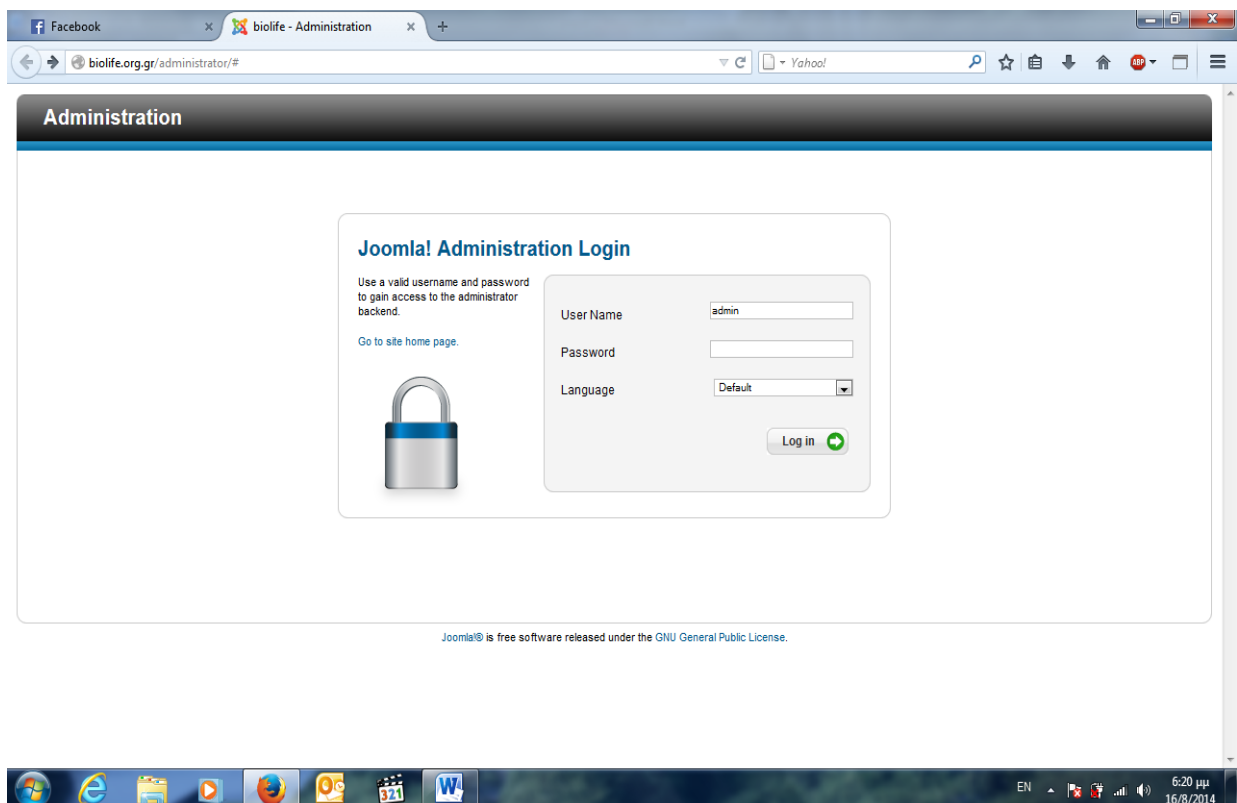 Facebook
biolife - Administration
biolife.org.gr/administrator/#
Yahoo!
ABP
Administration
Joomla! Administration Login
Use a valid username and password
to gain access to the administrator
backend.
Go to site home page.
User Name
admin
Password
Language
Default
Log in
Joomla!® is free software released under the GNU General Public License.
321
EN
6:20 μμ
16/8/2014